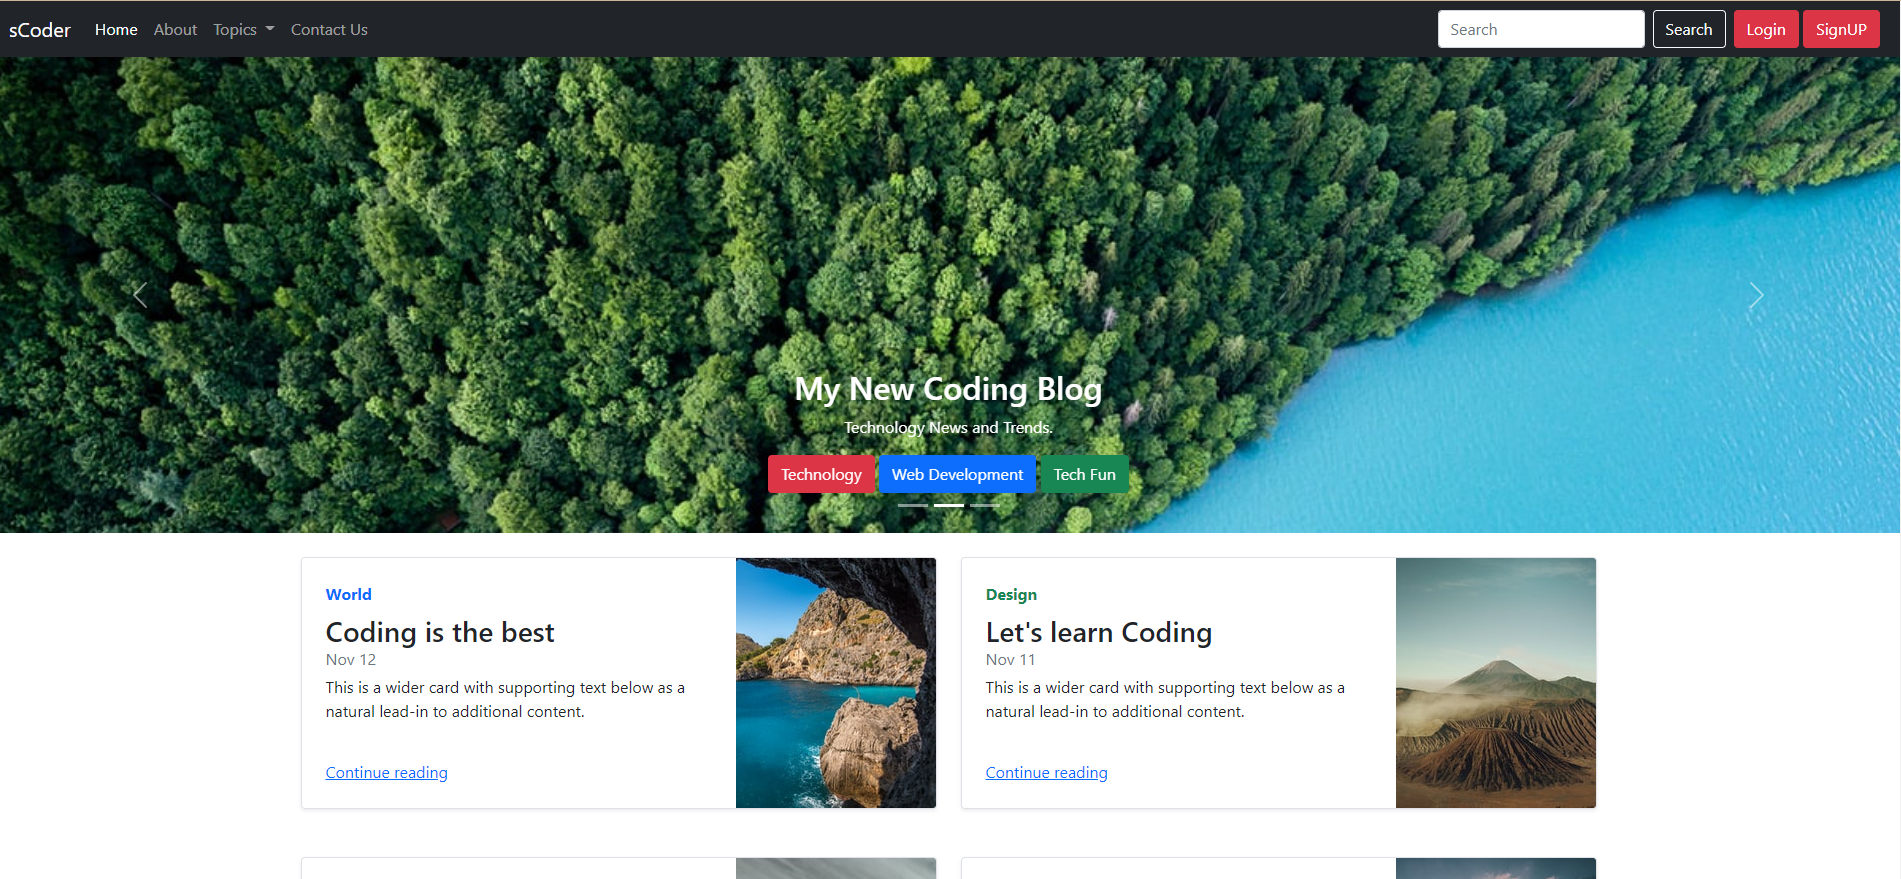 sCoder Home About Topics Contact Us Search Search Login SignUP
My New Coding Blog
Technology News and Trends.
Technology Web Development Tech Fun
World
Coding is the best
Nov 12
This is a wider card with supporting text below as a
natural lead-in to additional content.
Continue reading
Design
Let's learn Coding
Nov 11
This is a wider card with supporting text below as a
natural lead-in to additional content.
Continue reading